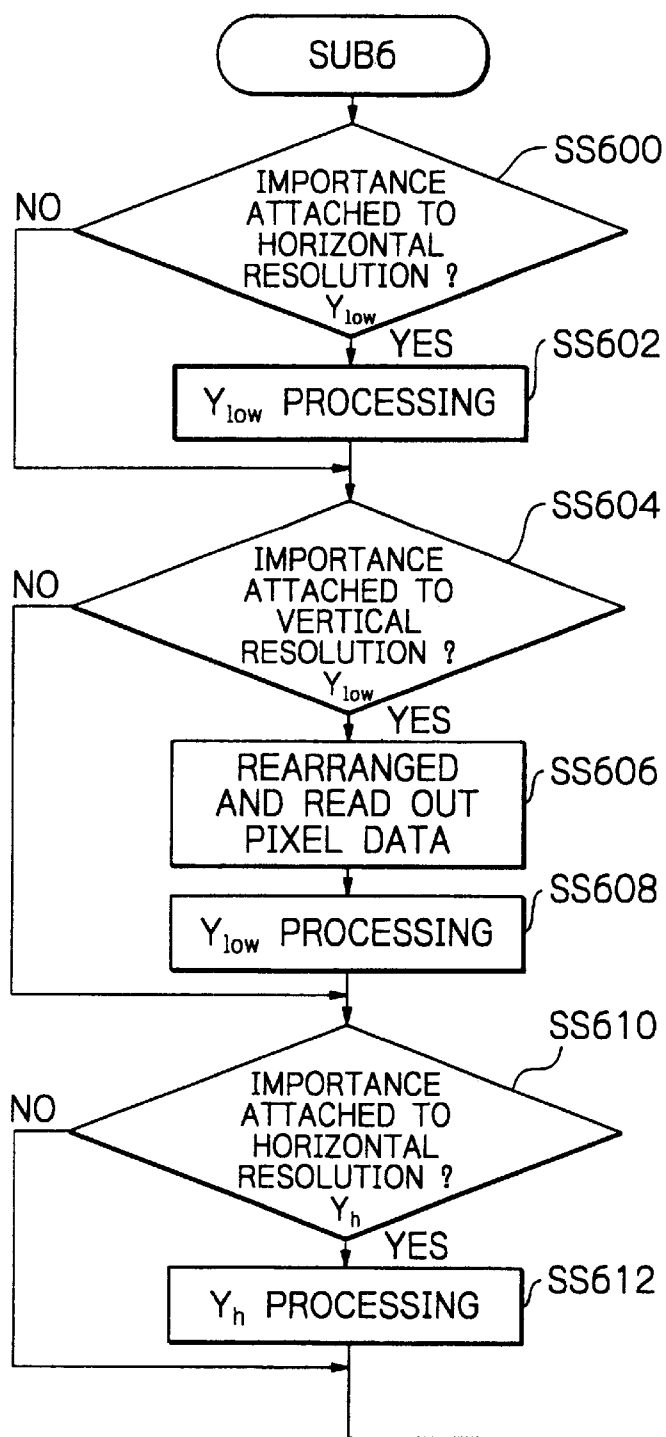 SUB6
SS600
IMPORTANCE
ATTACHED TO
HORIZONTAL
RESOLUTION ?
Y_low
NO
YES
SS602
Y_low PROCESSING
SS604
IMPORTANCE
ATTACHED TO
VERTICAL
RESOLUTION ?
Y_low
NO
YES
REARRANGED
AND READ OUT
PIXEL DATA
SS606
SS608
Y_low PROCESSING
SS610
IMPORTANCE
ATTACHED TO
HORIZONTAL
RESOLUTION ?
Y_h
NO
YES
SS612
Y_h PROCESSING